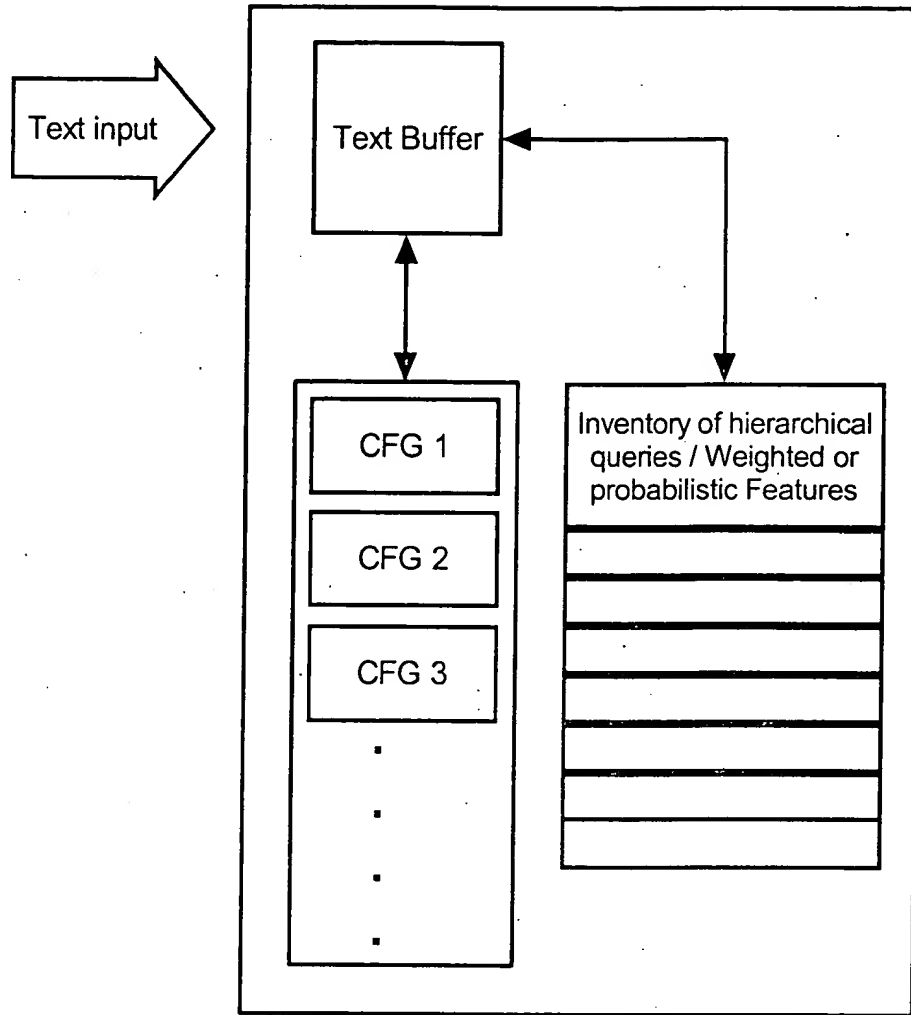 Text input
Text Buffer
CFG 1
CFG 2
CFG 3
Inventory of hierarchical
queries / Weighted or
probabilistic Features